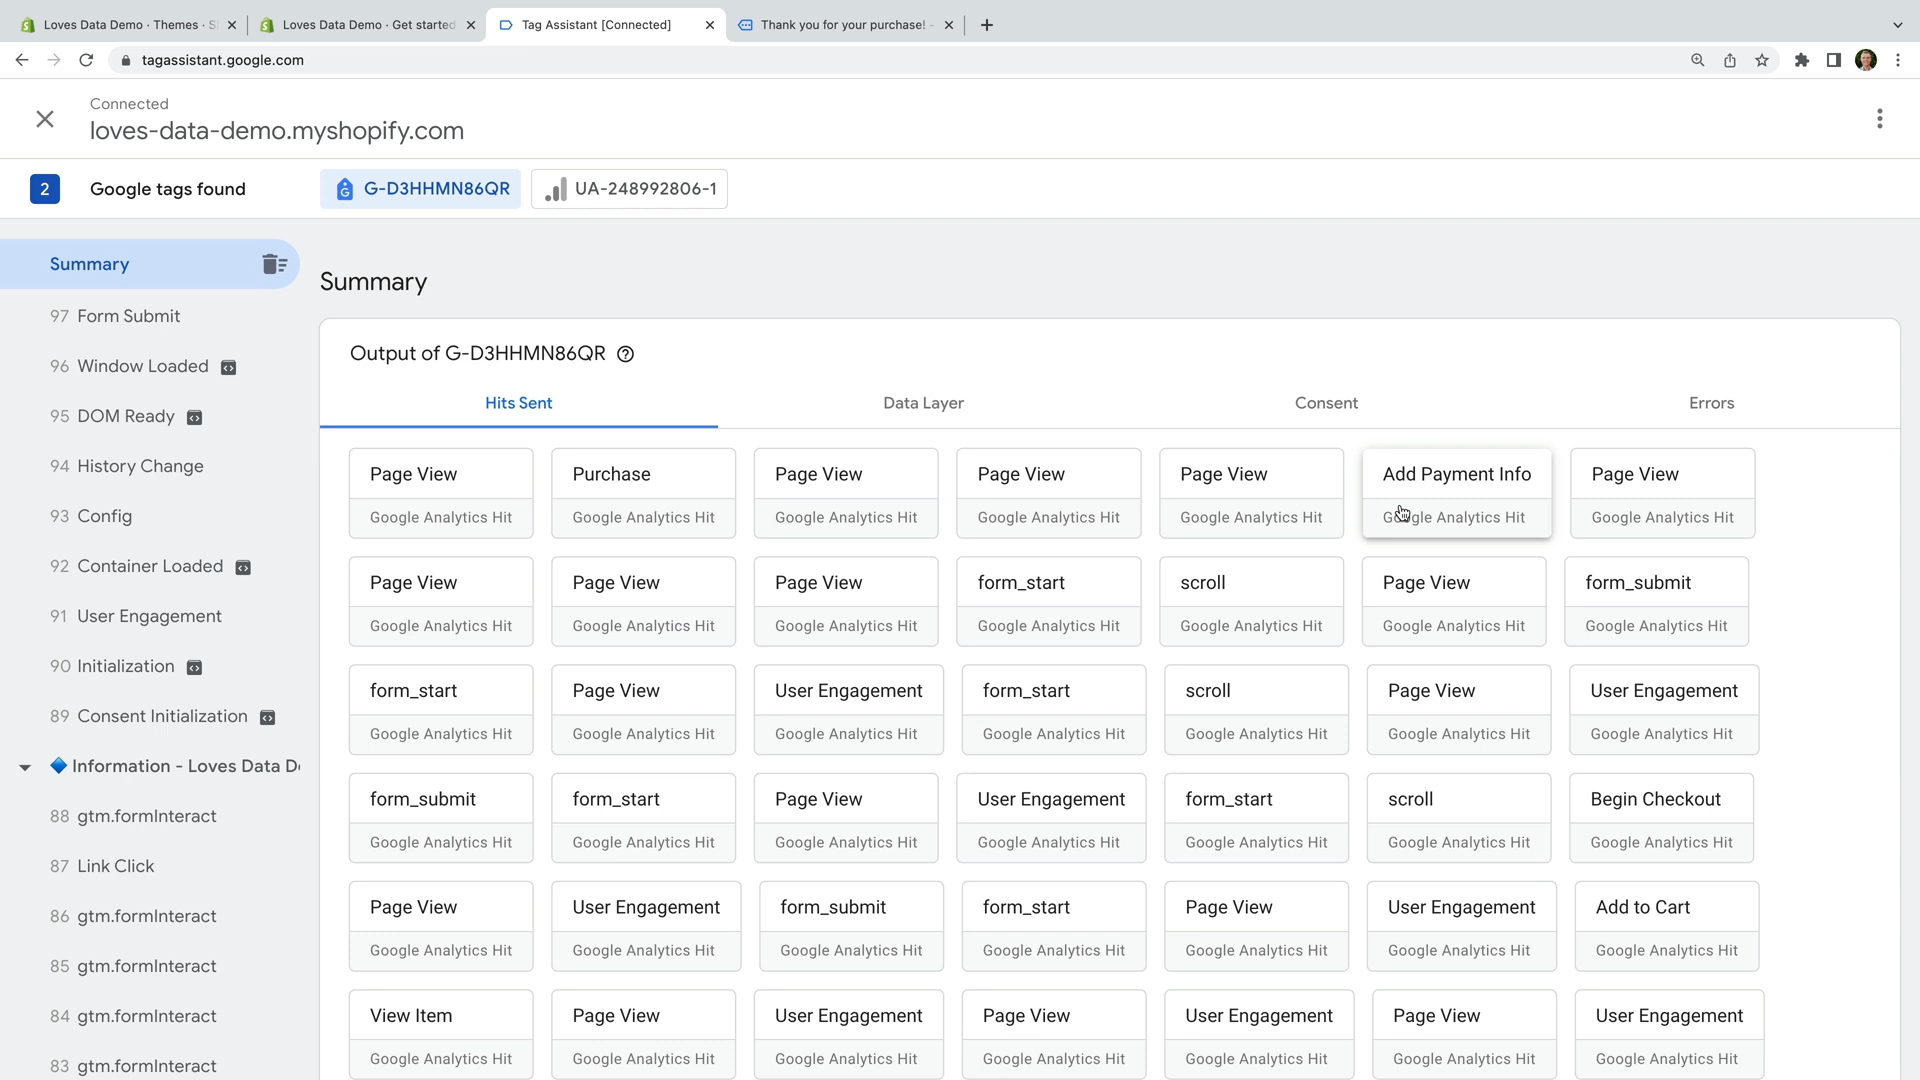 Loves Data Demo · Themes · S
Loves Data Demo · Get started
Tag Assistant [Connected]
Thank you for your purchase! -
tagassistant.google.com
Connected
loves-data-demo.myshopify.com
2 Google tags found G-D3HHMN86QR UA-248992806-1
Summary
97 Form Submit
96 Window Loaded
95 DOM Ready
94 History Change
93 Config
92 Container Loaded
91 User Engagement
90 Initialization
89 Consent Initialization
Information - Loves Data D
88 gtm.formInteract
87 Link Click
86 gtm.formInteract
85 gtm.formInteract
84 gtm.formInteract
83 gtm.formInteract
Summary
Output of G-D3HHMN86QR
Hits Sent Data Layer Consent Errors
Page View Purchase Page View Page View Page View Add Payment Info Page View
Google Analytics Hit Google Analytics Hit Google Analytics Hit Google Analytics Hit Google Analytics Hit Google Analytics Hit Google Analytics Hit
Page View Page View Page View form_start scroll Page View form_submit
Google Analytics Hit Google Analytics Hit Google Analytics Hit Google Analytics Hit Google Analytics Hit Google Analytics Hit Google Analytics Hit
form_start Page View User Engagement form_start scroll Page View User Engagement
Google Analytics Hit Google Analytics Hit Google Analytics Hit Google Analytics Hit Google Analytics Hit Google Analytics Hit Google Analytics Hit
form_submit form_start Page View User Engagement form_start scroll Begin Checkout
Google Analytics Hit Google Analytics Hit Google Analytics Hit Google Analytics Hit Google Analytics Hit Google Analytics Hit Google Analytics Hit
Page View User Engagement form_submit form_start Page View User Engagement Add to Cart
Google Analytics Hit Google Analytics Hit Google Analytics Hit Google Analytics Hit Google Analytics Hit Google Analytics Hit Google Analytics Hit
View Item Page View User Engagement Page View User Engagement Page View User Engagement
Google Analytics Hit Google Analytics Hit Google Analytics Hit Google Analytics Hit Google Analytics Hit Google Analytics Hit Google Analytics Hit